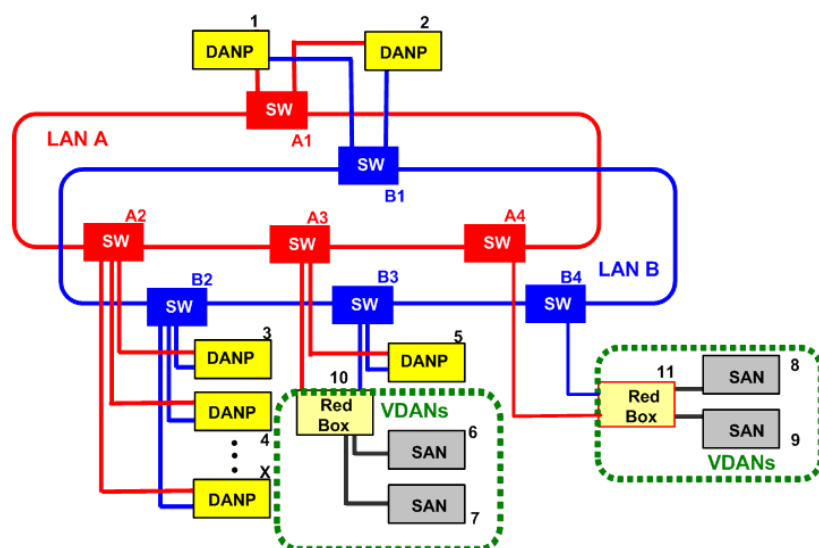 1
DANP
2
DANP
SW
A1
LAN A
SW
B1
A2
SW
A3
SW
A4
SW
LAN B
B2
SW
B3
SW
B4
SW
3
DANP
5
DANP
10
Red
Box
VDANs
11
Red
Box
8
SAN
9
SAN
VDANs
DANP
4
X
DANP
6
SAN
SAN
7